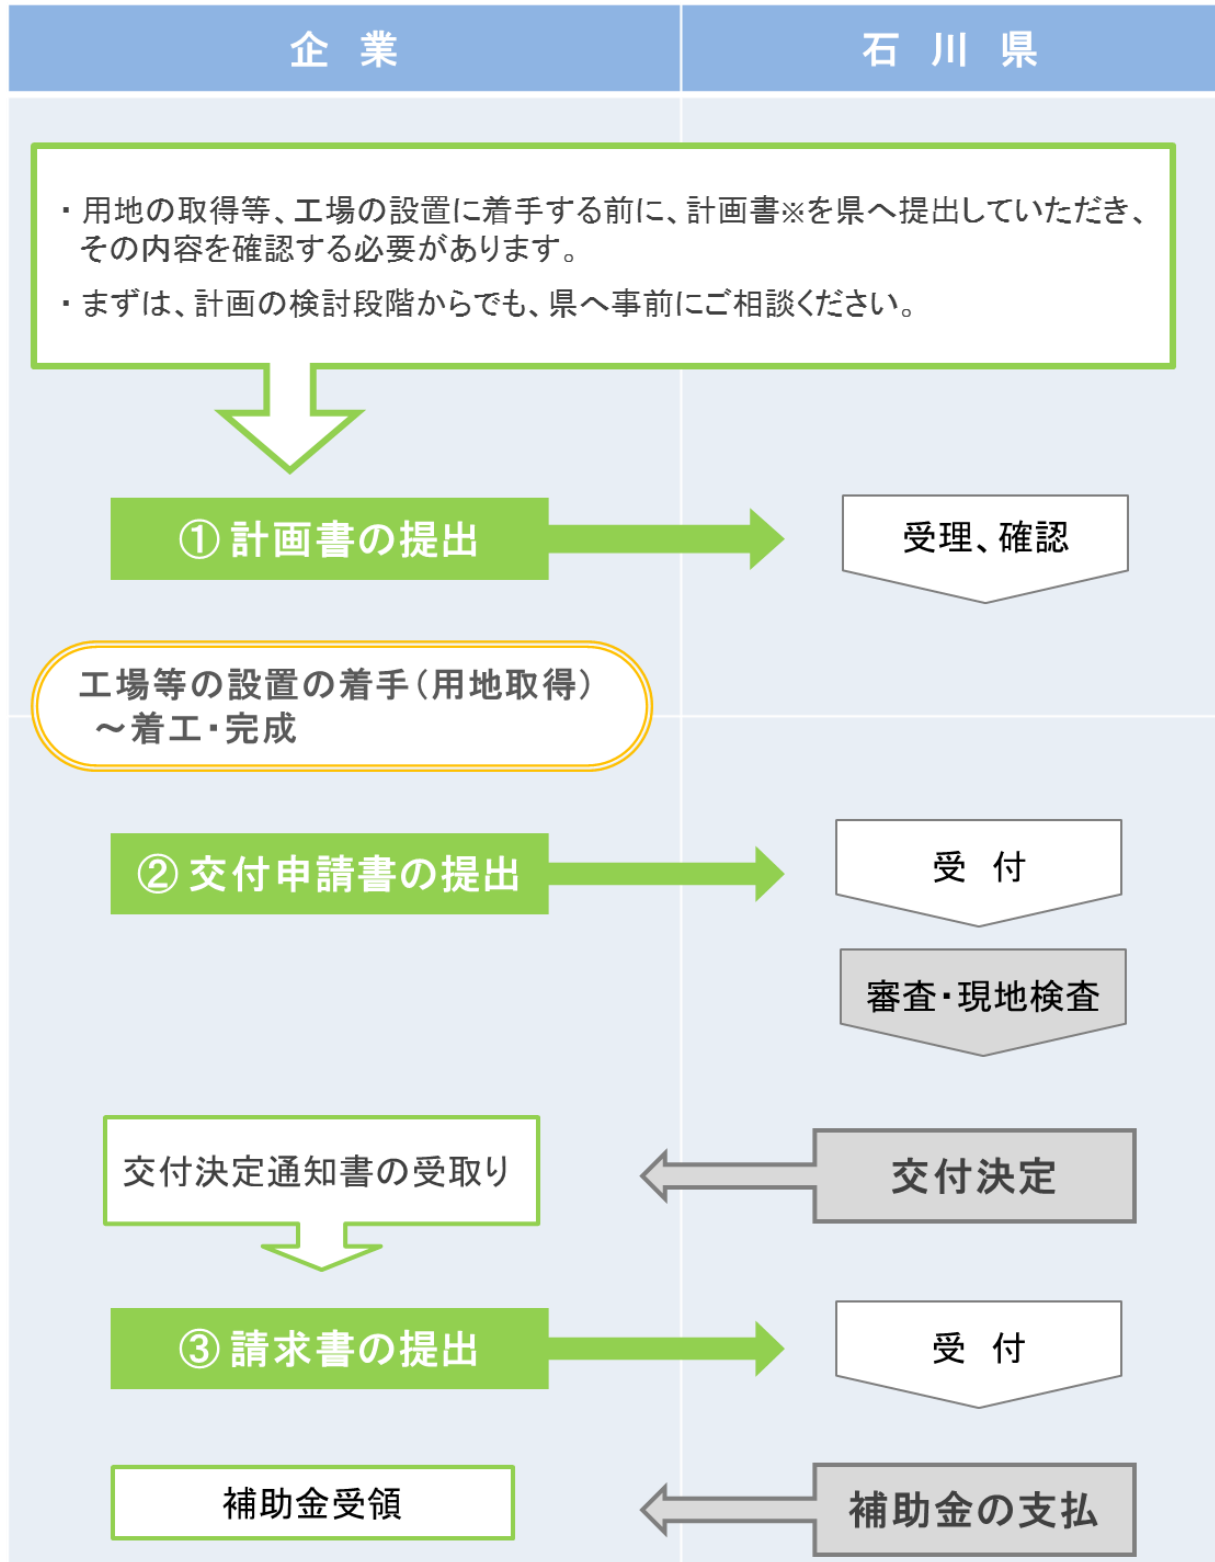 企 業
石 川 県
・用地の取得等、工場の設置に着手する前に、計画書※を県へ提出していただき、
その内容を確認する必要があります。
・まずは、計画の検討段階からでも、県へ事前にご相談ください。
①計画書の提出
受理、確認
工場等の設置の着手(用地取得)
～着工・完成
②交付申請書の提出
受 付
審査・現地検査
交付決定通知書の受取り
交付決定
③請求書の提出
受 付
補助金受領
補助金の支払